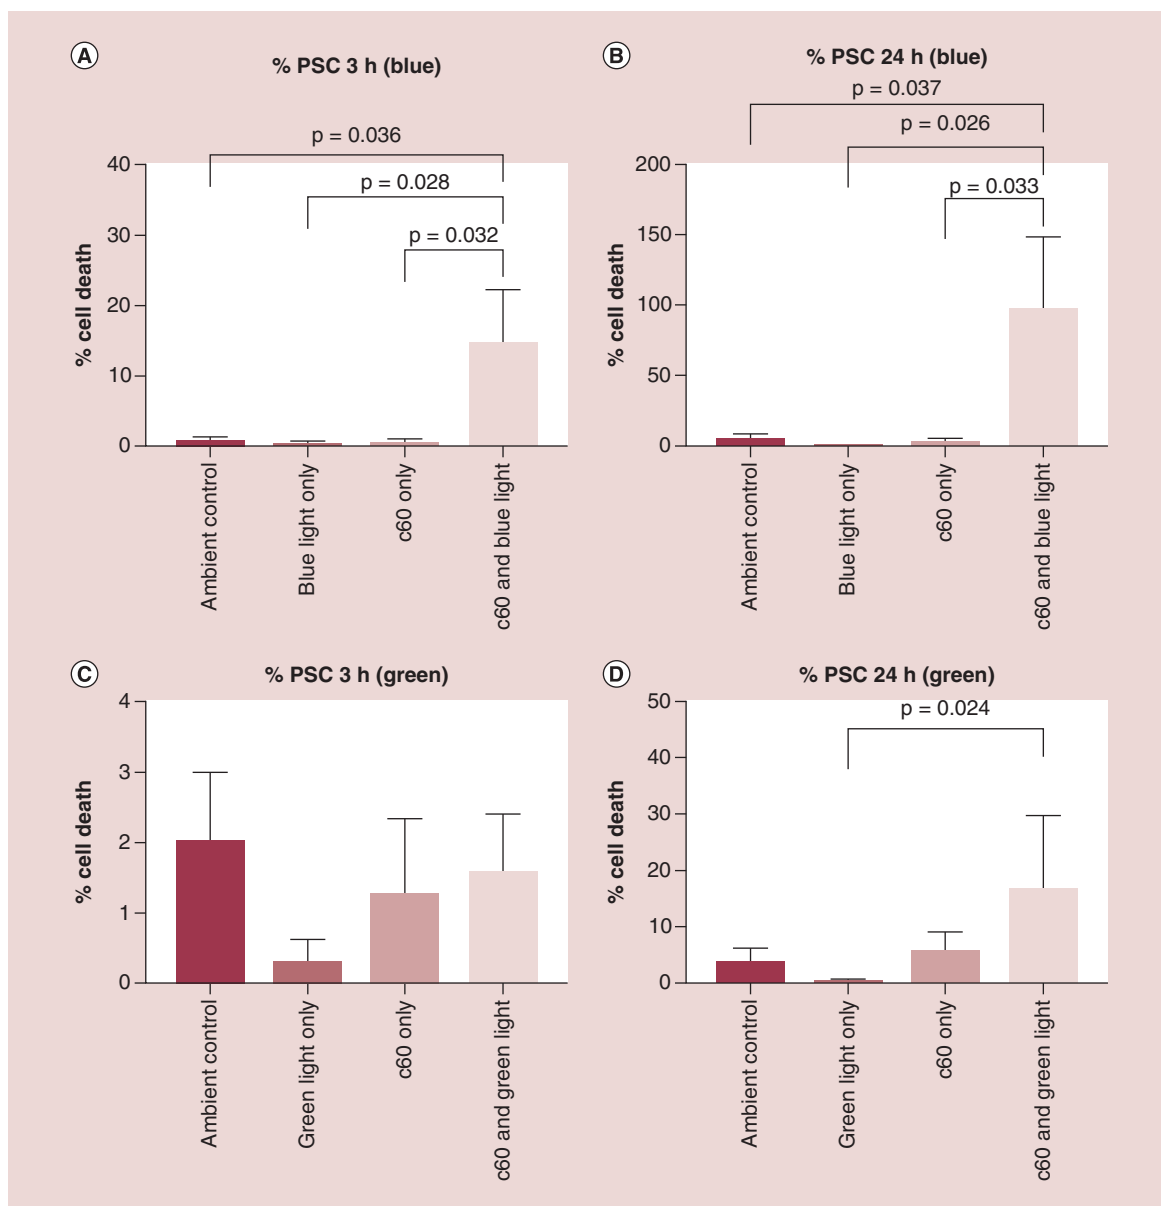 A
% PSC 3 h (blue)
p = 0.036
p = 0.028
p = 0.032
40
30
20
10
0
% cell death
Ambient control
Blue light only
c60 only
c60 and blue light
B
% PSC 24 h (blue)
p = 0.037
p = 0.026
p = 0.033
200
150
100
50
0
% cell death
Ambient control
Blue light only
c60 only
c60 and blue light
C
% PSC 3 h (green)
4
3
2
1
0
% cell death
Ambient control
Green light only
c60 only
c60 and green light
D
% PSC 24 h (green)
p = 0.024
50
40
30
20
10
0
% cell death
Ambient control
Green light only
c60 only
c60 and green light